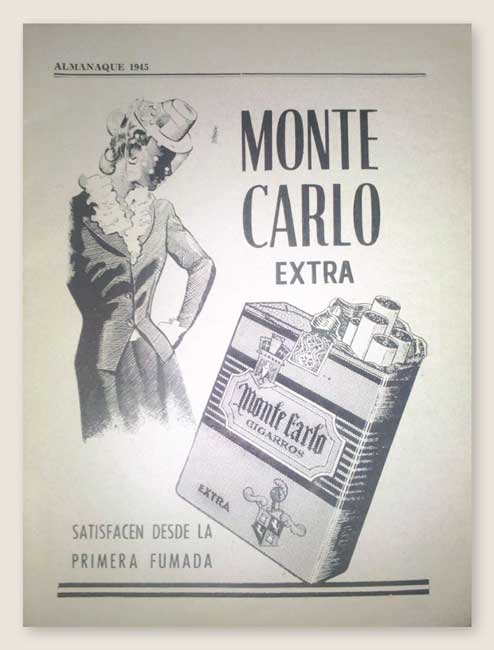 ALMANAQUE 1945
MONTE
CARLO
EXTRA
Monte Carlo
CIGARROS
EXTRA
SATISFACEN DESDE LA
PRIMERA FUMADA